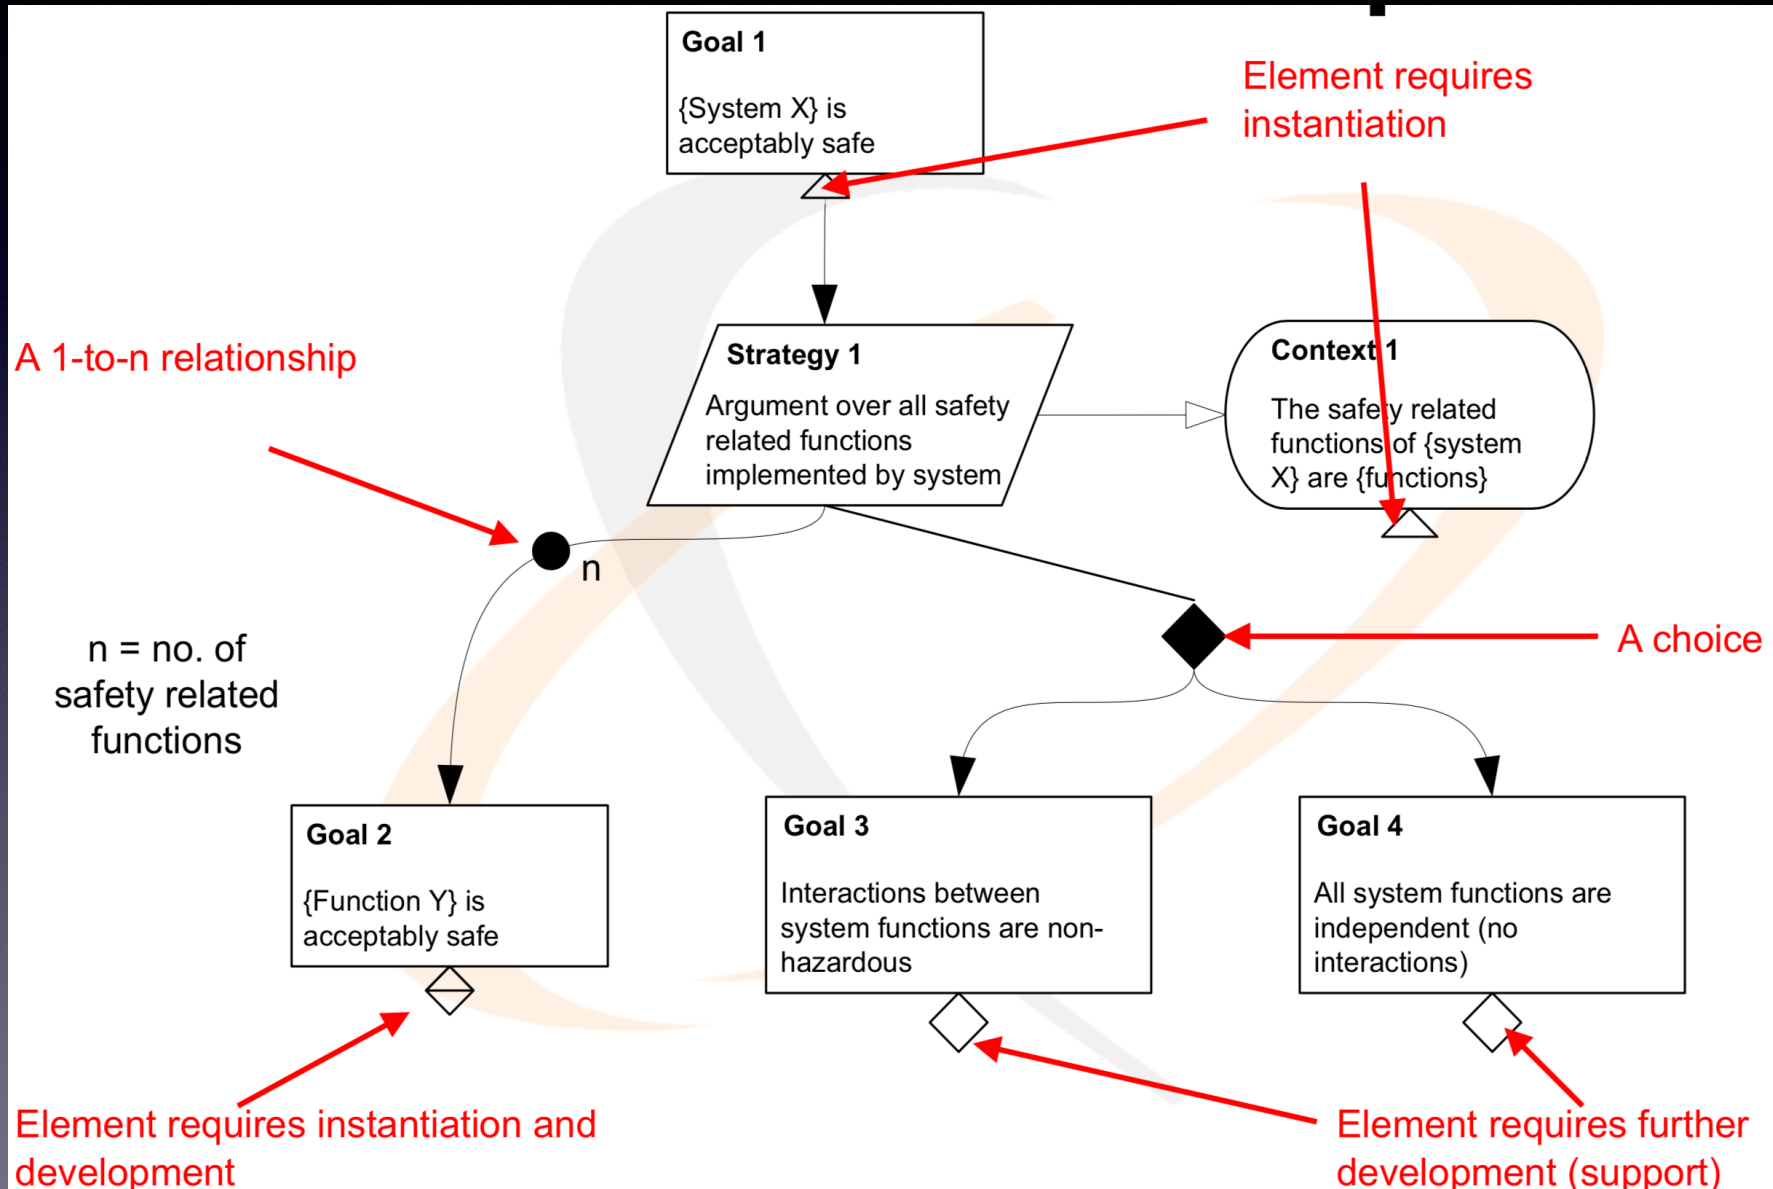 Goal 1
{System X} is
acceptably safe
Element requires
instantiation
A 1-to-n relationship
Strategy 1
Argument over all safety
related functions
implemented by system
Context 1
The safety related
functions of {system
X} are {functions}
n
n = no. of
safety related
functions
A choice
Goal 2
{Function Y} is
acceptably safe
Goal 3
Interactions between
system functions are non-
hazardous
Goal 4
All system functions are
independent (no
interactions)
Element requires instantiation and
development
Element requires further
development (support)